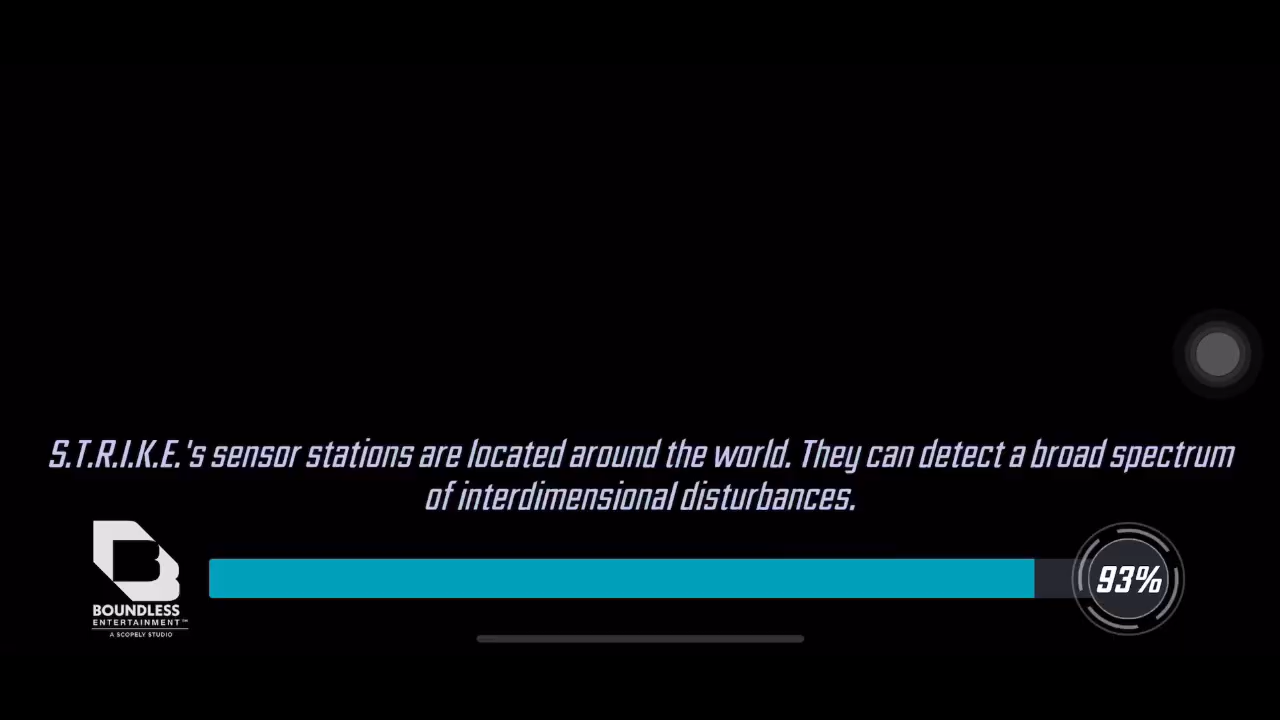 S.T.R.I.K.E.'s sensor stations are located around the world. They can detect a broad spectrum
of interdimensional disturbances.
93%
BOUNDLESS
ENTERTAINMENT™
A SCOPELY STUDIO